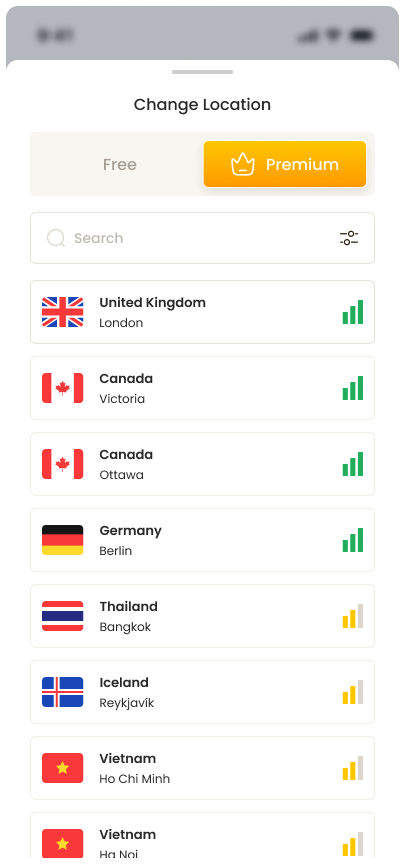 Change Location
Free
Premium
Search
United Kingdom
London
Canada
Victoria
Canada
Ottawa
Germany
Berlin
Thailand
Bangkok
Iceland
Reykjavík
Vietnam
Ho Chi Minh
Vietnam
Ha Noi